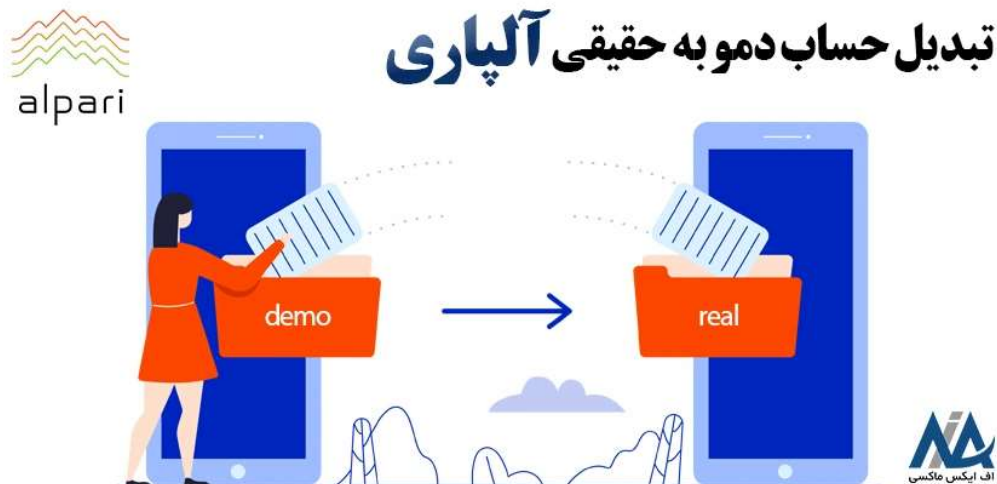 تبدیل حساب دمو به حقیقی آلپاری
alpari
demo
real
اف ایکس ماکسی